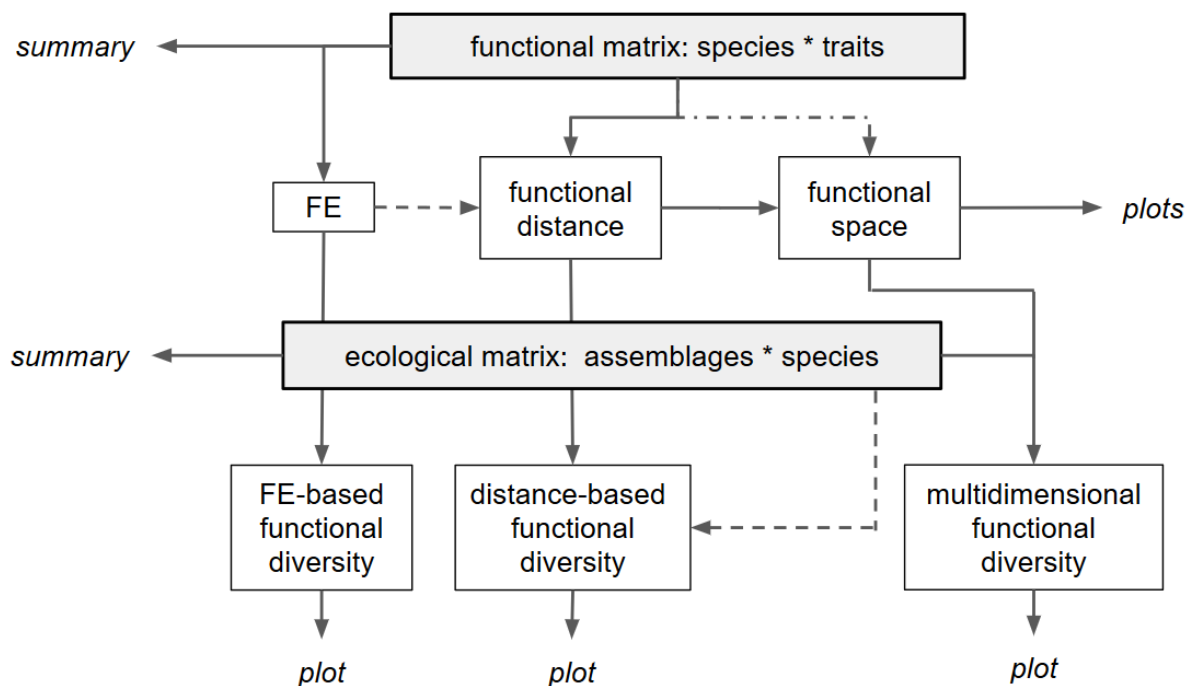 summary
functional matrix: species * traits
FE
functional
distance
functional
space
plots
summary
ecological matrix:  assemblages * species
FE-based
functional
diversity
distance-based
functional
diversity
multidimensional
functional
diversity
plot
plot
plot